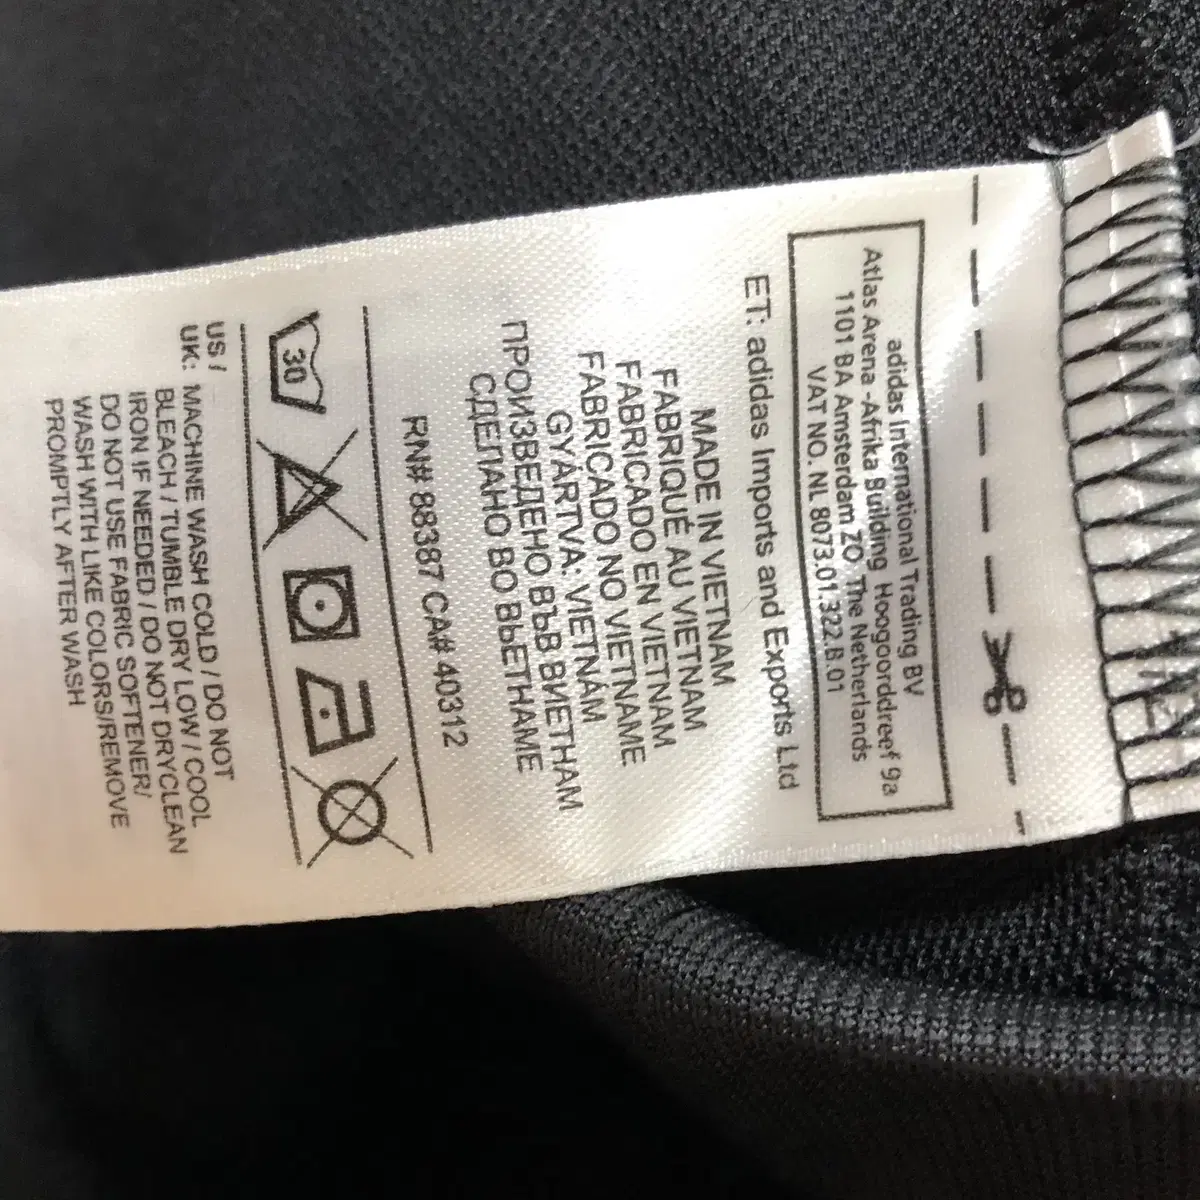 adidas International Trading BV
Atlas Arena -Afrika Building Hoogoorddreef 9a
1101 BA Amsterdam ZO The Netherlands
VAT NO. NL 8073.01.322.B.01
ET: adidas Imports and Exports Ltd
MADE IN VIETNAM
FABRIQUÉ AU VIETNAM
FABRICADO EN VIETNAM
FABRICADO NO VIETNAME
GYÁRTVA: VIETNÁM
ПРОИЗВЕДЕНО ВЪВ ВИЕТНАМ
СДЕЛАНО ВО ВЬЕТНАМЕ
RN# 88387 CA# 40312
30
US /
UK: MACHINE WASH COLD / DO NOT
BLEACH / TUMBLE DRY LOW / COOL
IRON IF NEEDED / DO NOT DRYCLEAN
DO NOT USE FABRIC SOFTENER/
WASH WITH LIKE COLORS/REMOVE
PROMPTLY AFTER WASH